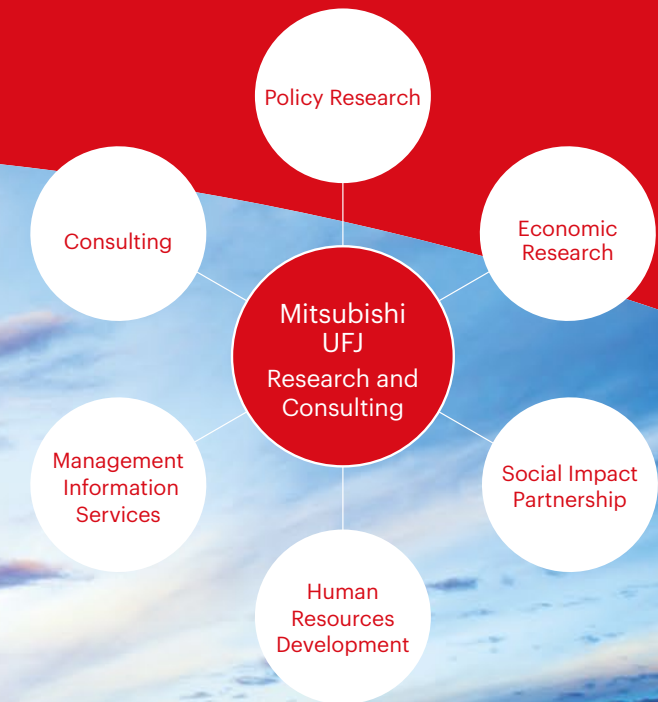 Policy Research
Consulting
Economic
Research
Mitsubishi
UFJ
Research and
Consulting
Management
Information
Services
Social Impact
Partnership
Human
Resources
Development